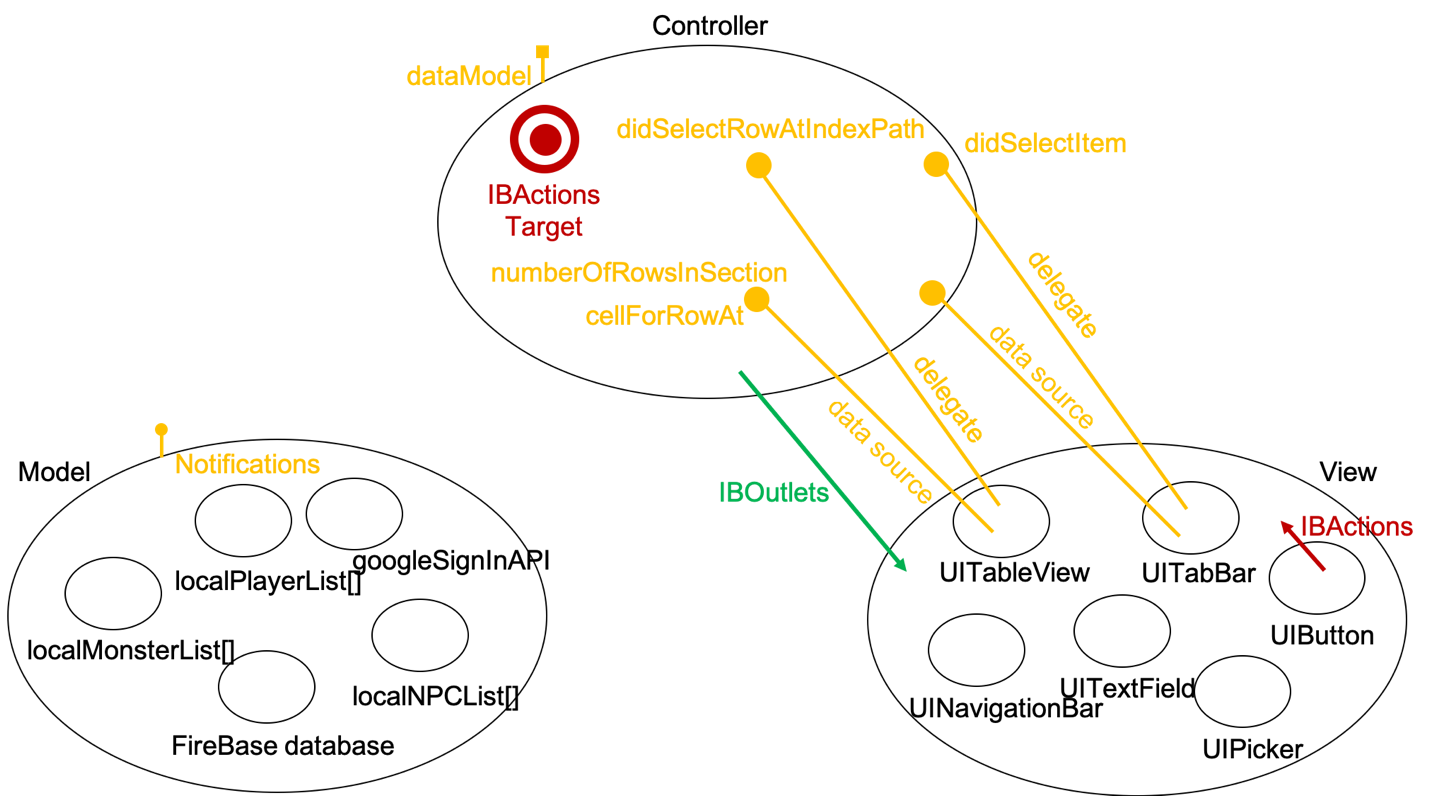 Controller
dataModel
didSelectRowAtIndexPath
didSelectItem
IBActions
Target
numberOfRowsInSection
cellForRowAt
delegate
data source
delegate
data source
IBOutlets
Model
Notifications
googleSignInAPI
localPlayerList[]
localMonsterList[]
localNPCList[]
FireBase database
View
IBActions
UITableView
UITabBar
UIButton
UITextField
UINavigationBar
UIPicker